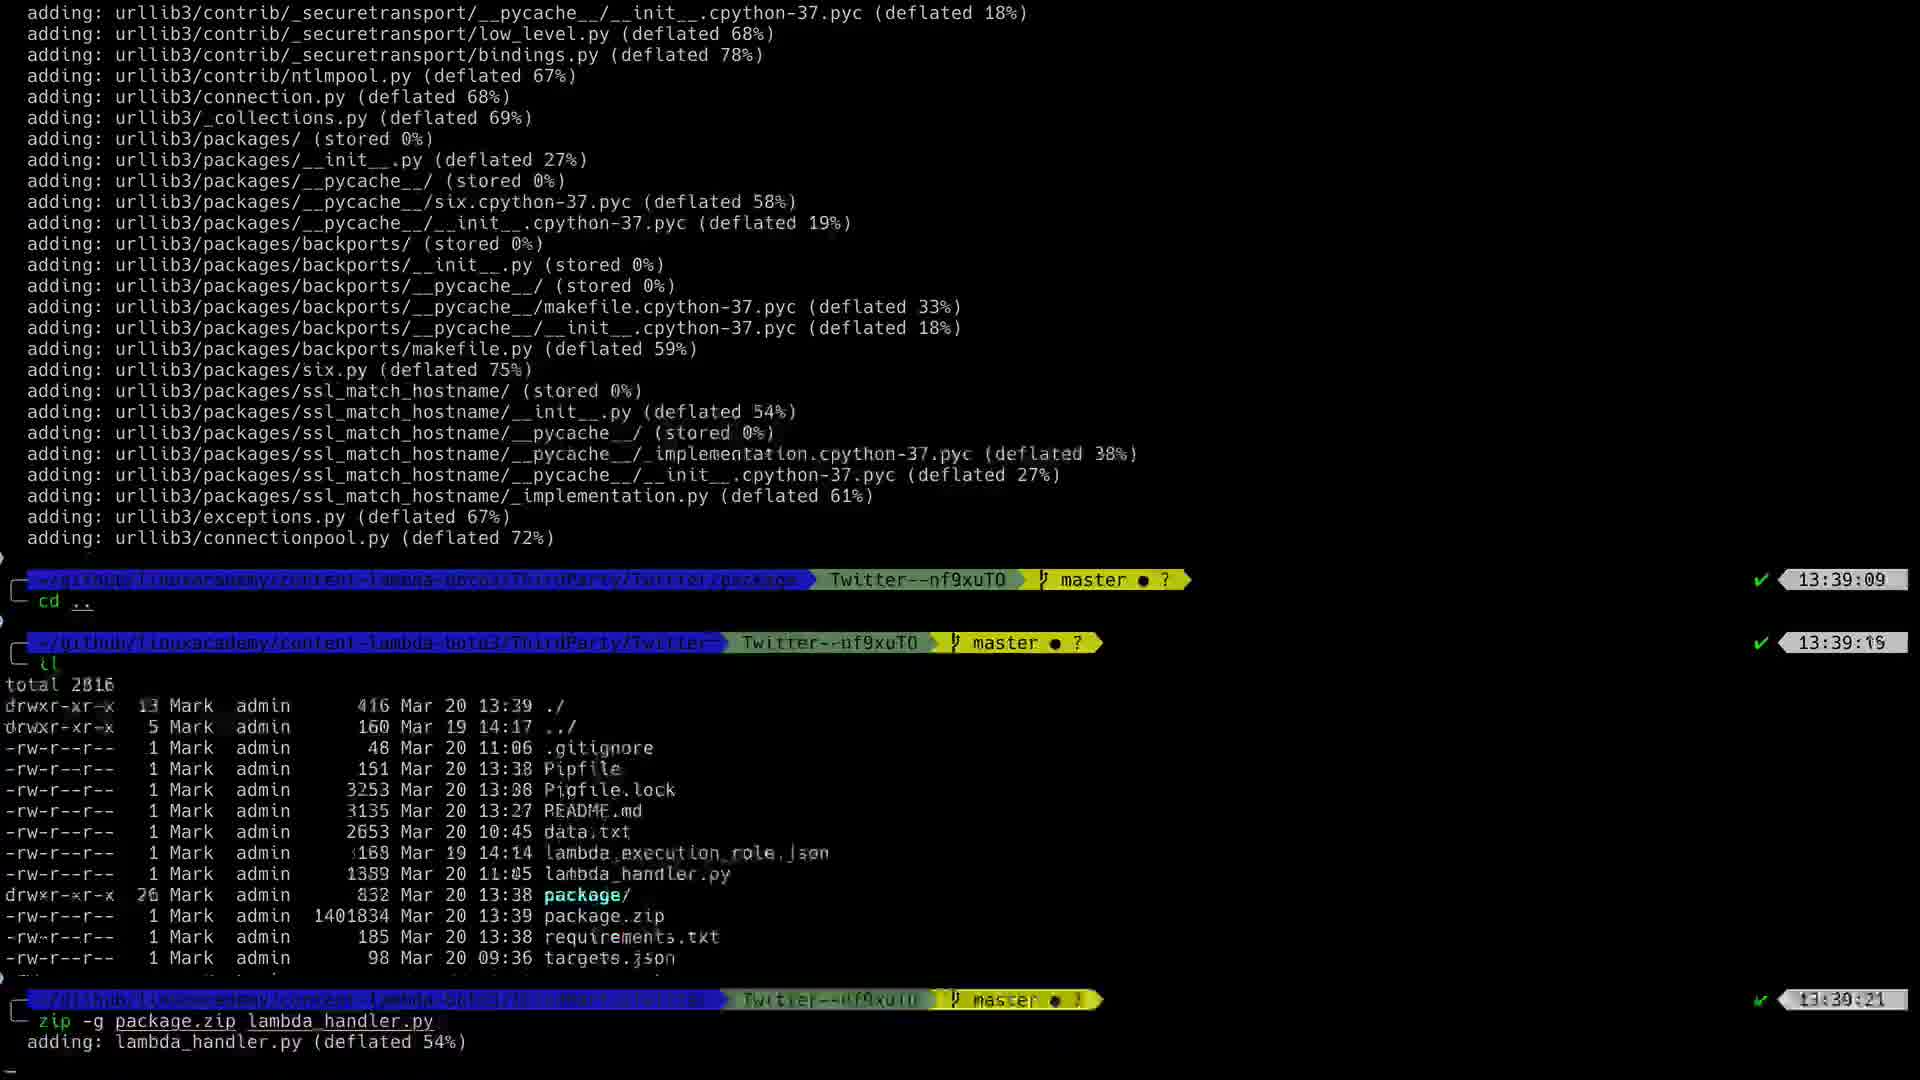 adding: urllib3/contrib/_securetransport/__pycache__/__init__.cpython-37.pyc (deflated 18%)
adding: urllib3/contrib/_securetransport/low_level.py (deflated 68%)
adding: urllib3/contrib/_securetransport/bindings.py (deflated 78%)
adding: urllib3/contrib/ntlmpool.py (deflated 67%)
adding: urllib3/connection.py (deflated 68%)
adding: urllib3/_collections.py (deflated 69%)
adding: urllib3/packages/ (stored 0%)
adding: urllib3/packages/__init__.py (deflated 27%)
adding: urllib3/packages/__pycache__/ (stored 0%)
adding: urllib3/packages/__pycache__/six.cpython-37.pyc (deflated 58%)
adding: urllib3/packages/__pycache__/__init__.cpython-37.pyc (deflated 19%)
adding: urllib3/packages/backports/ (stored 0%)
adding: urllib3/packages/backports/__init__.py (stored 0%)
adding: urllib3/packages/backports/__pycache__/ (stored 0%)
adding: urllib3/packages/backports/__pycache__/makefile.cpython-37.pyc (deflated 33%)
adding: urllib3/packages/backports/__pycache__/__init__.cpython-37.pyc (deflated 18%)
adding: urllib3/packages/backports/makefile.py (deflated 59%)
adding: urllib3/packages/six.py (deflated 75%)
adding: urllib3/packages/ssl_match_hostname/ (stored 0%)
adding: urllib3/packages/ssl_match_hostname/__init__.py (deflated 54%)
adding: urllib3/packages/ssl_match_hostname/__pycache__/ (stored 0%)
adding: urllib3/packages/ssl_match_hostname/__pycache__/_implementation.cpython-37.pyc (deflated 38%)
adding: urllib3/packages/ssl_match_hostname/__pycache__/__init__.cpython-37.pyc (deflated 27%)
adding: urllib3/packages/ssl_match_hostname/_implementation.py (deflated 61%)
adding: urllib3/exceptions.py (deflated 67%)
adding: urllib3/connectionpool.py (deflated 72%)
~/github/linuxacademy/content-lambda-boto3/ThirdParty/Twitter/package Twitter--nf9xuTO master ● ? ✔ 13:39:09
cd ..
~/github/linuxacademy/content-lambda-boto3/ThirdParty/Twitter Twitter--nf9xuTO master ● ? ✔ 13:39:15
ll
total 2816
drwxr-xr-x 13 Mark admin 416 Mar 20 13:39 ./
drwxr-xr-x 5 Mark admin 160 Mar 19 14:17 ../
-rw-r--r-- 1 Mark admin 48 Mar 20 11:06 .gitignore
-rw-r--r-- 1 Mark admin 151 Mar 20 13:38 Pipfile
-rw-r--r-- 1 Mark admin 3253 Mar 20 13:08 Pipfile.lock
-rw-r--r-- 1 Mark admin 3135 Mar 20 13:27 README.md
-rw-r--r-- 1 Mark admin 2653 Mar 20 10:45 data.txt
-rw-r--r-- 1 Mark admin Mar 19 14:14 lambda_execution_role.json
-rw-r--r-- 1 Mark admin Mar 20 11:45 lambda_handler.py
drwxr-xr-x 26 Mark admin 832 Mar 20 13:38 package/
-rw-r--r-- 1 Mark admin 1401834 Mar 20 13:39 package.zip
-rw-r--r-- 1 Mark admin 185 Mar 20 13:38 requirements.txt
-rw-r--r-- 1 Mark admin 98 Mar 20 09:36 targets.json
~/github/linuxacademy/content-lambda-boto3/ThirdParty/Twitter Twitter--nf9xuTO master ● ✔ 13:39:21
zip -g package.zip lambda_handler.py
adding: lambda_handler.py (deflated 54%)